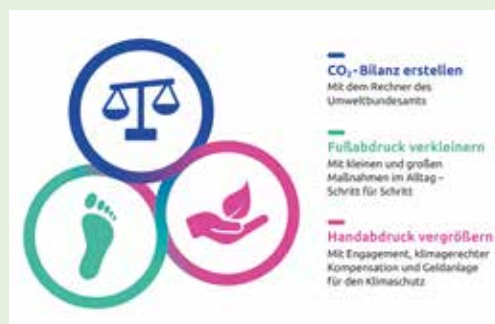 CO₂-Bilanz erstellen
Mit dem Rechner des
Umweltbundesamts
Fußabdruck verkleinern
Mit kleinen und großen
Maßnahmen im Alltag –
Schritt für Schritt
Handabdruck vergrößern
Mit Engagement, klimagerechter
Kompensation und Geldanlage
für den Klimaschutz